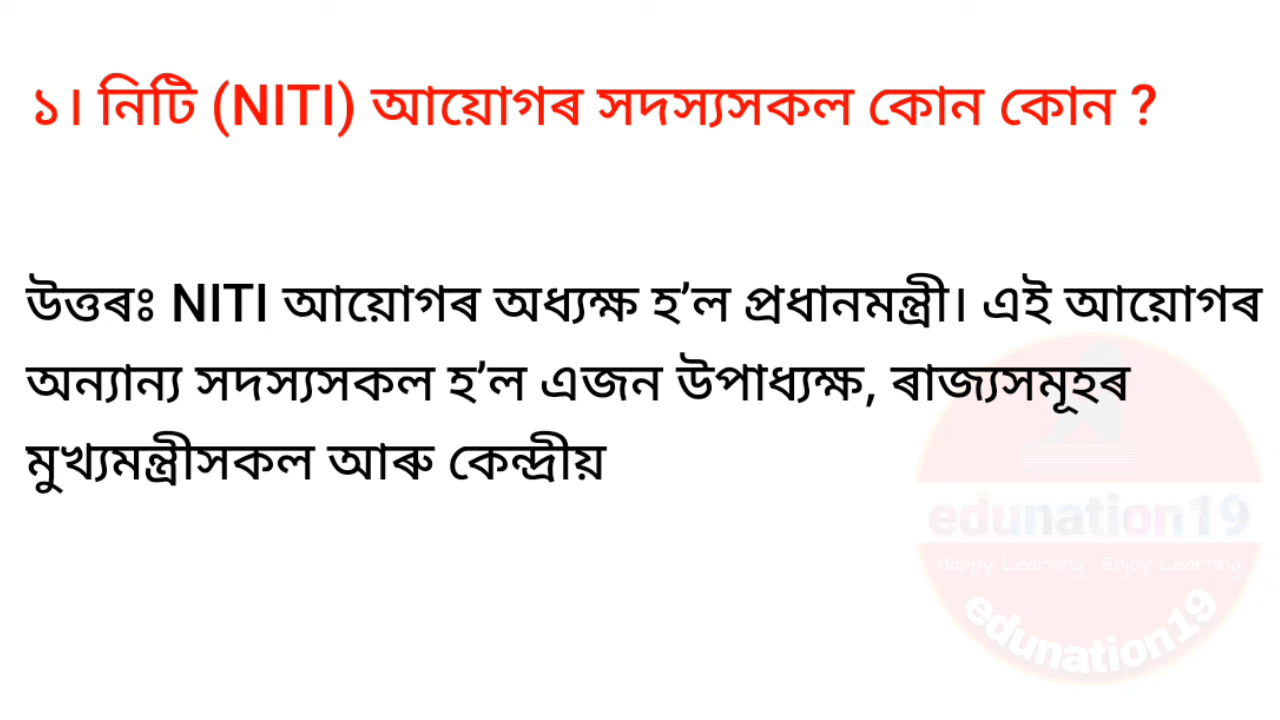 ১। নিটি (NITI) আয়োগৰ সদস্যসকল কোন কোন ?
উত্তৰঃ NITI আয়োগৰ অধ্যক্ষ হ’ল প্ৰধানমন্ত্ৰী। এই আয়োগৰ
অন্যান্য সদস্যসকল হ’ল এজন উপাধ্যক্ষ, ৰাজ্যসমূহৰ
মুখ্যমন্ত্ৰীসকল আৰু কেন্দ্ৰীয়
edunation19
Happy Learning Enjoy Learning
edunation19